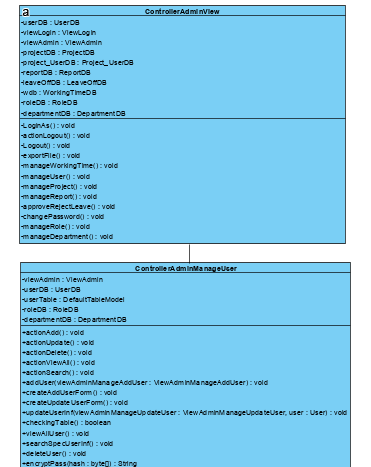 a
ControllerAdminView
-userDB : UserDB
-viewLogin : ViewLogin
-viewAdmin : ViewAdmin
-projectDB : ProjectDB
-project_UserDB : Project_UserDB
-reportDB : ReportDB
-leaveOffDB : LeaveOffDB
-wdb : WorkingTimeDB
-roleDB : RoleDB
-departmentDB : DepartmentDB
-LoginAs() : void
-actionLogout() : void
-Logout() : void
-exportFile() : void
-manageWorkingTime() : void
-manageUser() : void
-manageProject() : void
-manageReport() : void
-approveRejectLeave() : void
-changePassword() : void
-manageRole() : void
-manageDepartment() : void
ControllerAdminManageUser
-viewAdmin : ViewAdmin
-userDB : UserDB
-userTable : DefaultTableModel
-roleDB : RoleDB
-departmentDB : DepartmentDB
+actionAdd() : void
+actionUpdate() : void
+actionDelete() : void
+actionViewAll() : void
+actionSearch() : void
+addUser(viewAdminManageAddUser : ViewAdminManageAddUser) : void
+createAddUserForm() : void
+createUpdateUserForm() : void
+updateUserInf(viewAdminManageUpdateUser : ViewAdminManageUpdateUser, user : User) : void
+checkingTable() : boolean
+viewAllUser() : void
+searchSpecUserInf() : void
+deleteUser() : void
+encryptPass(hash : byte[]) : String